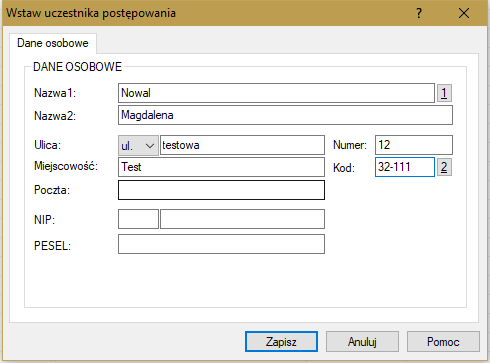 Wstaw uczestnika postępowania ? ×
Dane osobowe
DANE OSOBOWE
Nazwa1: Nowal 1
Nazwa2: Magdalena
Ulica: ul. testowa Numer: 12
Miejscowość: Test Kod: 32-111 2
Poczta:
NIP:
PESEL:
Zapisz Anuluj Pomoc